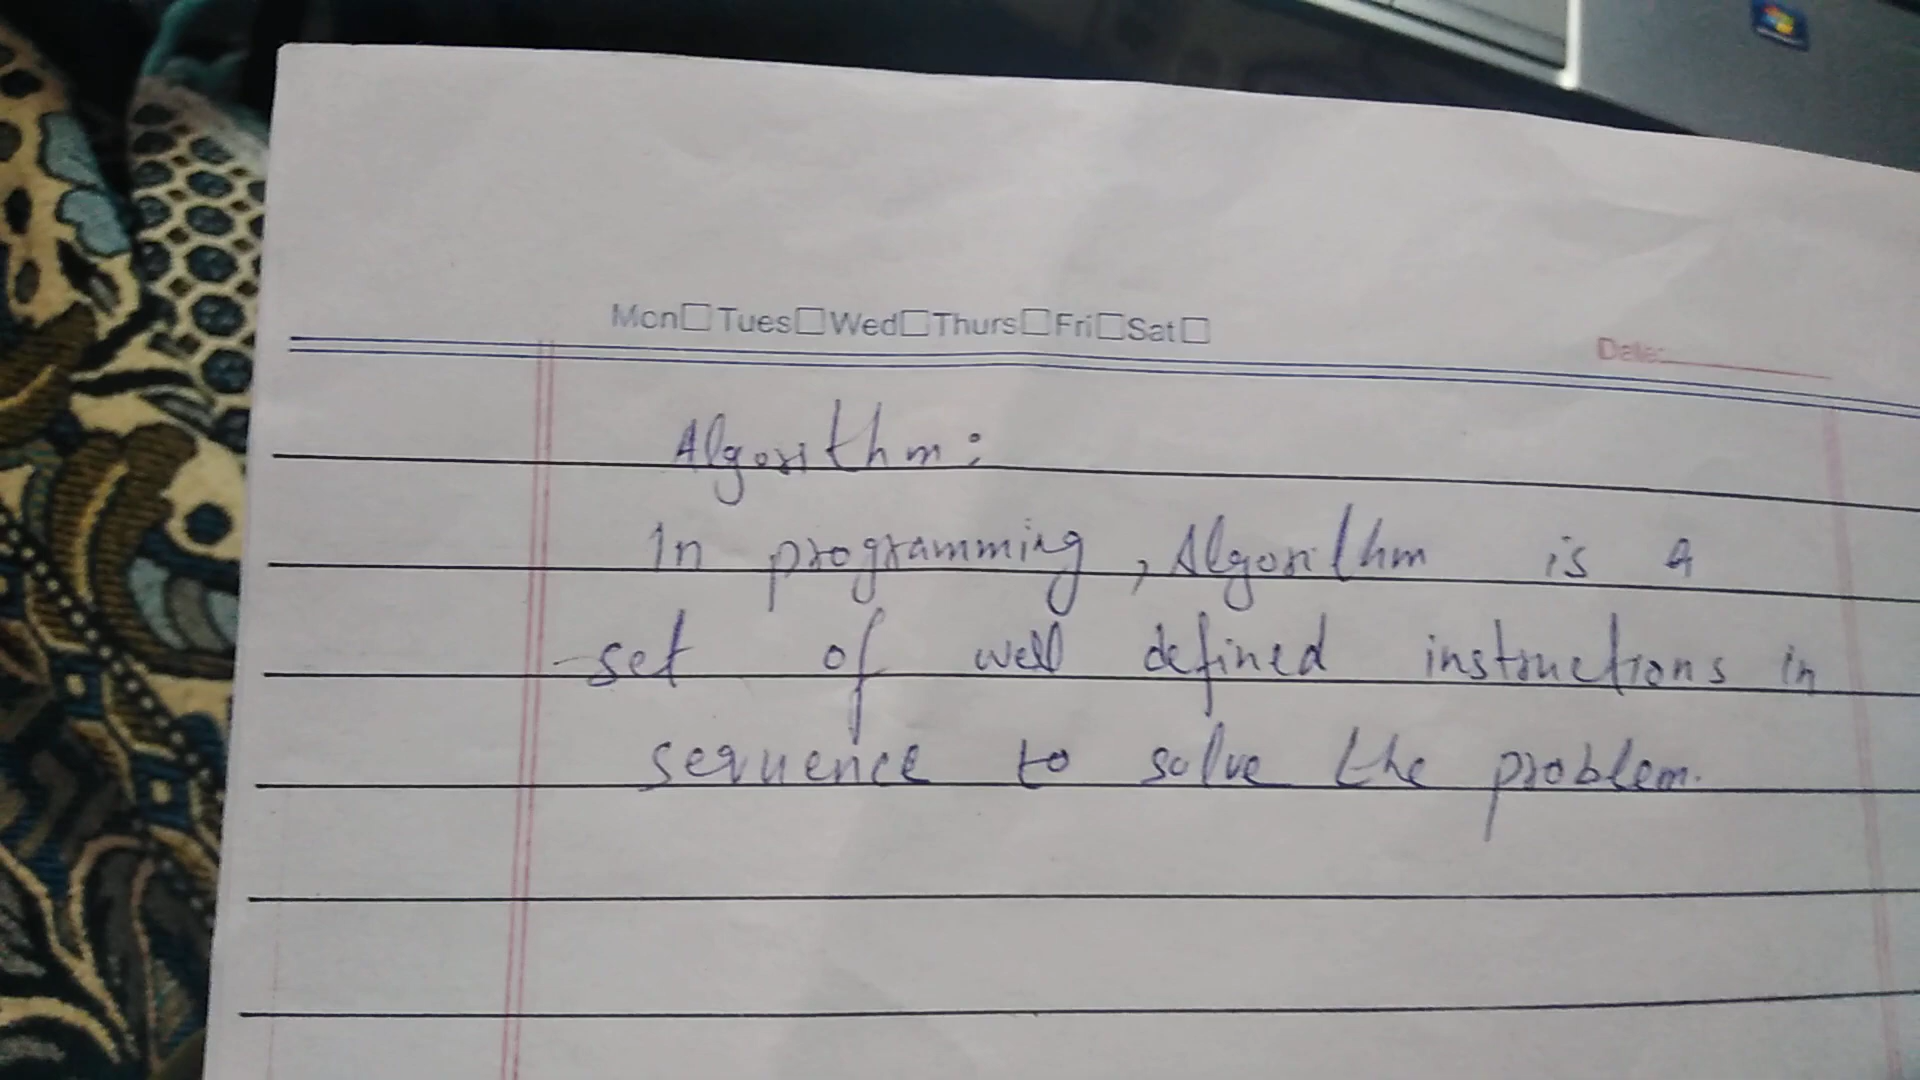 Mon☐Tues☐Wed☐Thurs☐Fri☐Sat☐
Date:
Algorithm:
In programming, Algorithm is a
set of well defined instructions in
sequence to solve the problem.